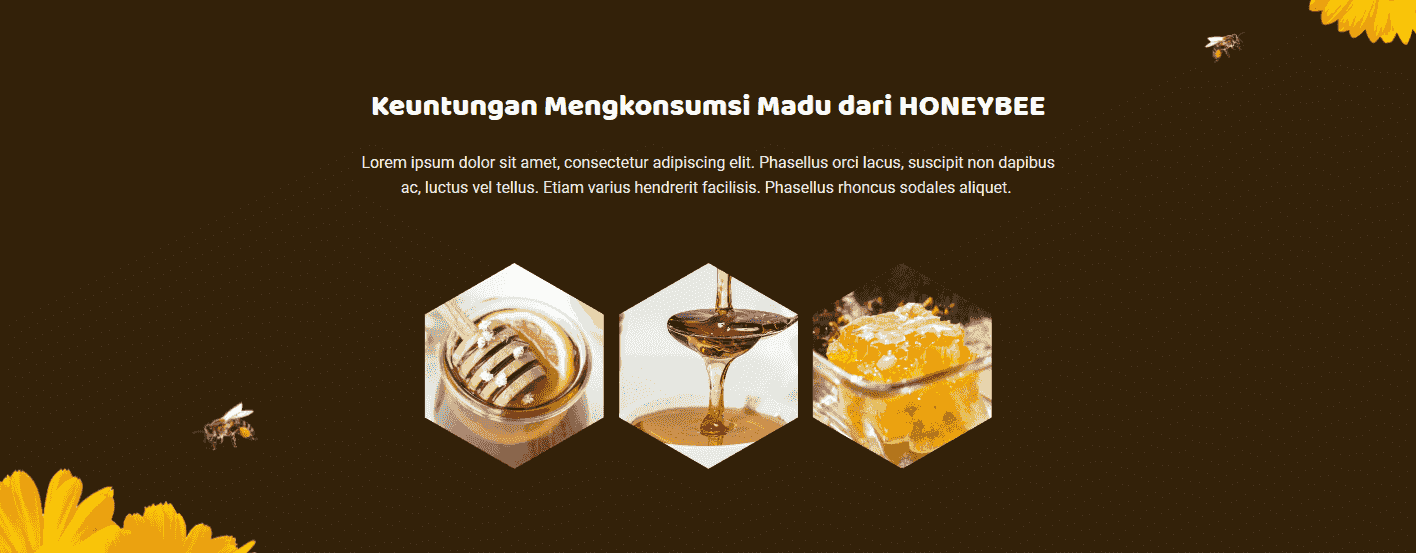 Keuntungan Mengkonsumsi Madu dari HONEYBEE
Lorem ipsum dolor sit amet, consectetur adipiscing elit. Phasellus orci lacus, suscipit non dapibus
ac, luctus vel tellus. Etiam varius hendrerit facilisis. Phasellus rhoncus sodales aliquet.